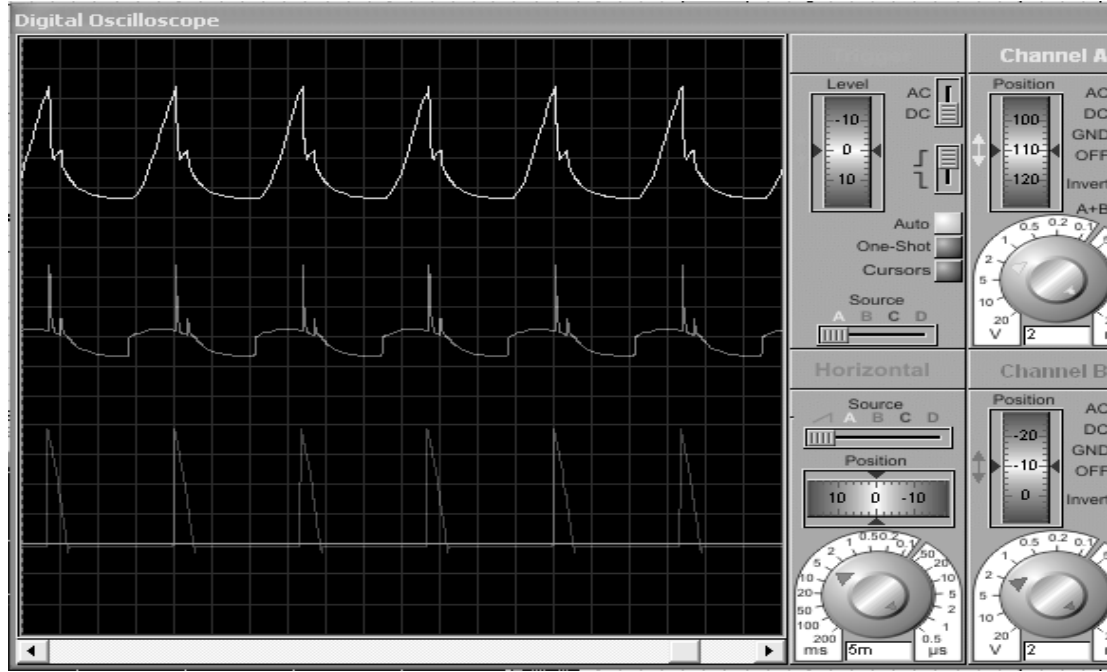 Digital Oscilloscope
Trigger
Level
AC
DC
-10
0
10
Auto
One-Shot
Cursors
Source
A B C D
Channel A
Position
AC
DC
GND
OFF
100
110
120
Invert
A+B
0.5 0.2 0.1
1
2
5
10
20
V
2
Horizontal
Source
A B C D
Position
10 0 -10
0.5 0.2 0.1
1
2
5
10
20
50
100
200
ms
50
20
10
5
2
1
0.5
µs
5m
Channel B
Position
AC
DC
GND
OFF
-20
-10
0
Invert
0.5 0.2 0.1
1
2
5
10
20
V
2